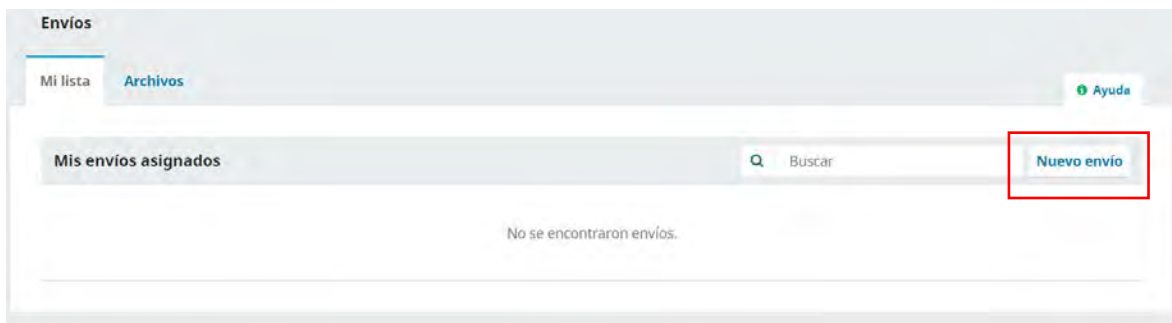 Envíos
Mi lista Archivos
Ayuda
Mis envíos asignados Buscar Nuevo envío
No se encontraron envíos.